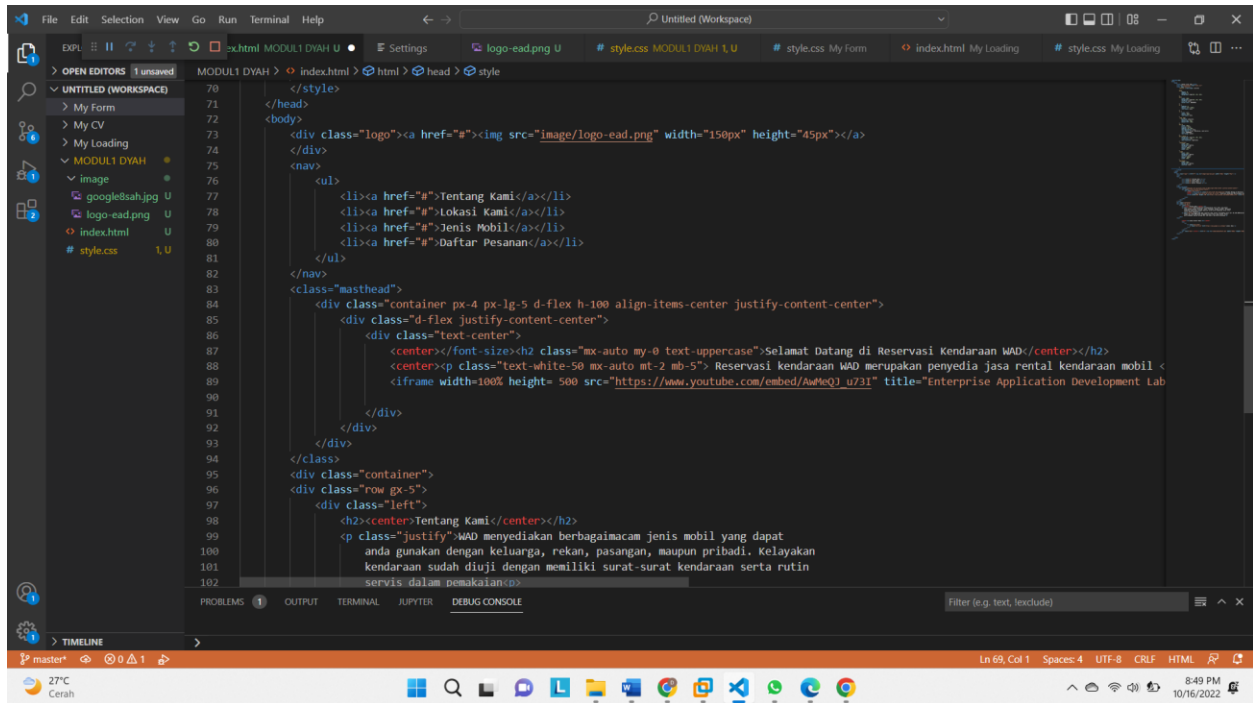 File Edit Selection View Go Run Terminal Help Untitled (Workspace)
EXPL ex.html MODUL1 DYAH U Settings logo-ead.png U # style.css MODUL1 DYAH 1, U # style.css My Form index.html My Loading # style.css My Loading
OPEN EDITORS 1 unsaved
MODUL1 DYAH > index.html > html > head > style
UNTITLED (WORKSPACE)
My Form
My CV
My Loading
MODUL1 DYAH
image
google8sah.jpg U
logo-ead.png U
index.html U
# style.css 1, U
TIMELINE
70 </style>
71 </head>
72 <body>
73 <div class="logo"><a href="#"><img src="image/logo-ead.png" width="150px" height="45px"></a>
74 </div>
75 <nav>
76 <ul>
77 <li><a href="#">Tentang Kami</a></li>
78 <li><a href="#">Lokasi Kami</a></li>
79 <li><a href="#">Jenis Mobil</a></li>
80 <li><a href="#">Daftar Pesanan</a></li>
81 </ul>
82 </nav>
83 <class="masthead">
84 <div class="container px-4 px-lg-5 d-flex h-100 align-items-center justify-content-center">
85 <div class="d-flex justify-content-center">
86 <div class="text-center">
87 <center></font-size><h2 class="mx-auto my-0 text-uppercase">Selamat Datang di Reservasi Kendaraan WAD</center></h2>
88 <center><p class="text-white-50 mx-auto mt-2 mb-5"> Reservasi kendaraan WAD merupakan penyedia jasa rental kendaraan mobil <
89 <iframe width=100% height= 500 src="https://www.youtube.com/embed/AwMeQJ_u73I" title="Enterprise Application Development Lab
90
91 </div>
92 </div>
93 </div>
94 </class>
95 <div class="container">
96 <div class="row gx-5">
97 <div class="left">
98 <h2><center>Tentang Kami</center></h2>
99 <p class="justify">WAD menyediakan berbagaimacam jenis mobil yang dapat
100 anda gunakan dengan keluarga, rekan, pasangan, maupun pribadi. Kelayakan
101 kendaraan sudah diuji dengan memiliki surat-surat kendaraan serta rutin
102 servis dalam pemakaian<p>
PROBLEMS 1 OUTPUT TERMINAL JUPYTER DEBUG CONSOLE Filter (e.g. text, !exclude)
master* 0 1 Ln 69, Col 1 Spaces: 4 UTF-8 CRLF HTML
27°C
Cerah
8:49 PM
10/16/2022